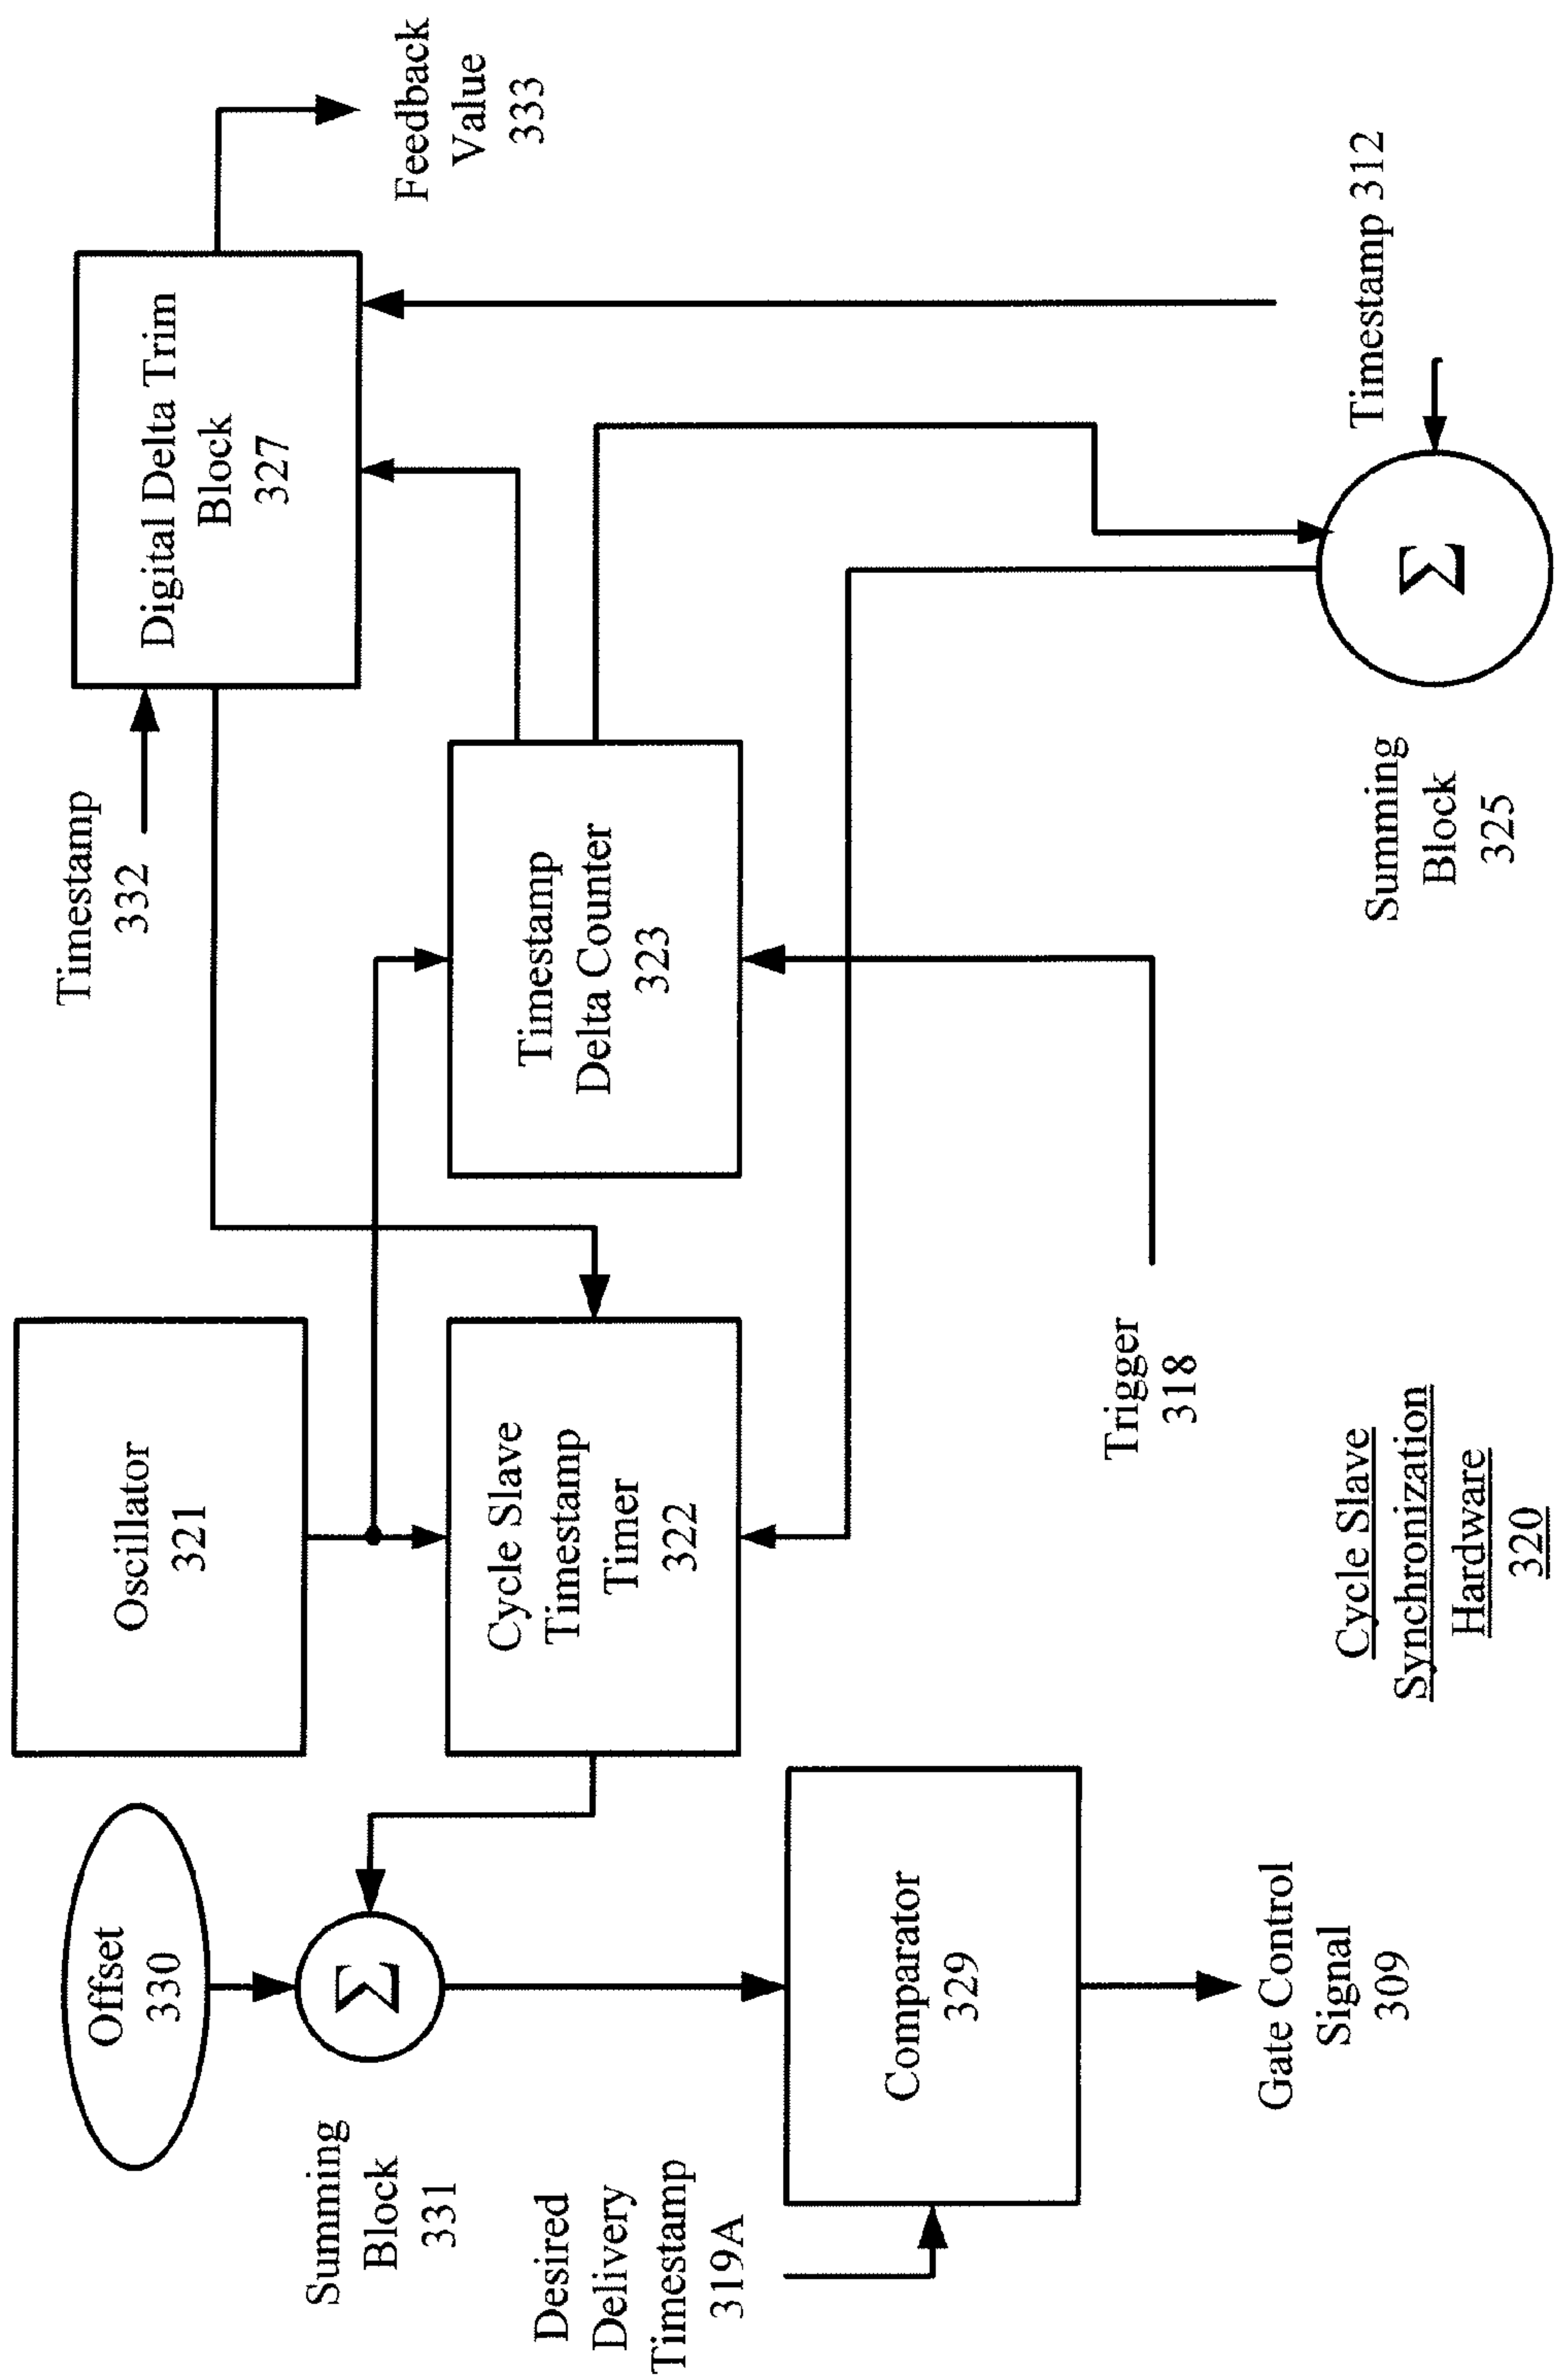 Offset
330
Oscillator
321
Timestamp
332
Digital Delta Trim
Block
327
Feedback
Value
333
Summing
Block
331
Σ
Cycle Slave
Timestamp
Timer
322
Timestamp
Delta Counter
323
Desired
Delivery
Timestamp
319A
Comparator
329
Gate Control
Signal
309
Trigger
318
Timestamp 312
Σ
Summing
Block
325
Cycle Slave
Synchronization
Hardware
320